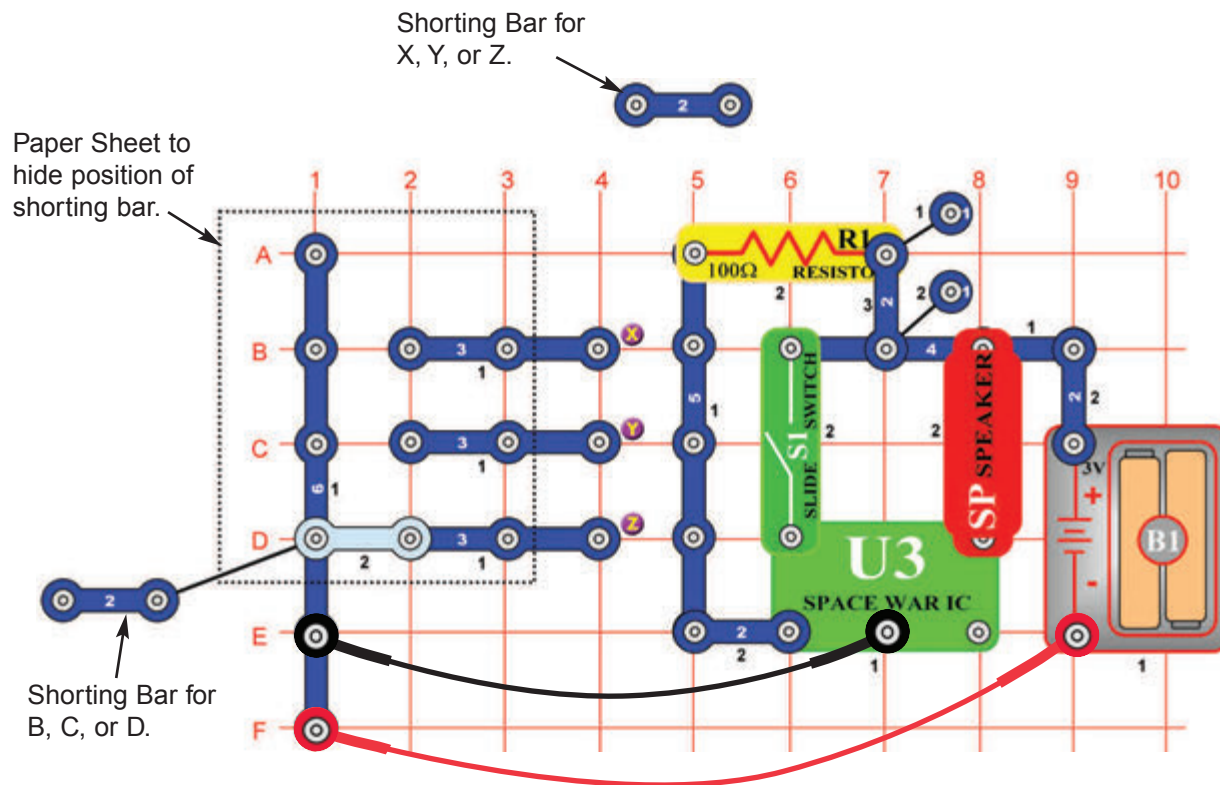 Shorting Bar for
X, Y, or Z.
2
Paper Sheet to
hide position of
shorting bar.
1 2 3 4 5 6 7 8 9 10
A
R1
100Ω RESISTO
2
3
2
1
1
2
1
B
3
X
1
4
1
C
3
Y
1
5
1
S1
SLIDE SWITCH
2
2
SP SPEAKER
2
2
3V
+
-
B1
6
1
D
2
3
Z
1
U3
SPACE WAR IC
2
E
2
2
1
1
Shorting Bar for
B, C, or D.
F